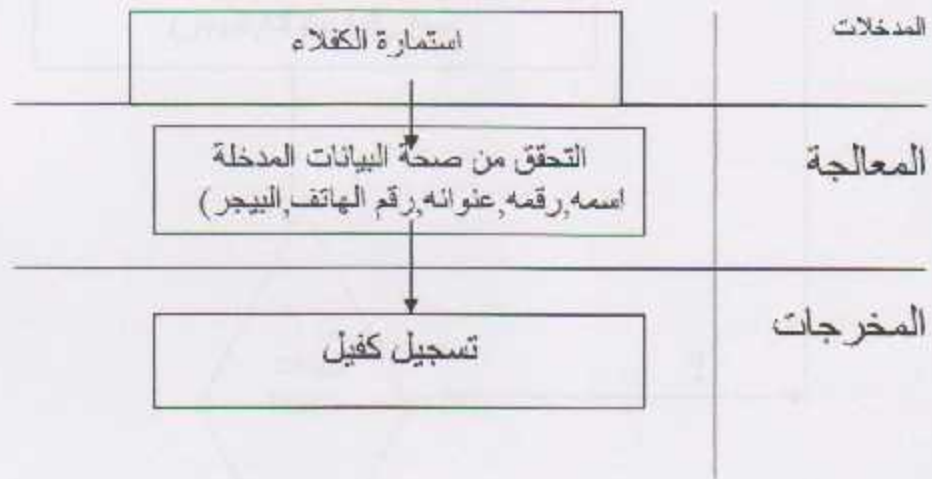 المدخلات
استمارة الكفلاء
المعالجة
التحقق من صحة البيانات المدخلة
اسمه,رقمه,عنوانه,رقم الهاتف,البيجر)
المخرجات
تسجيل كفيل